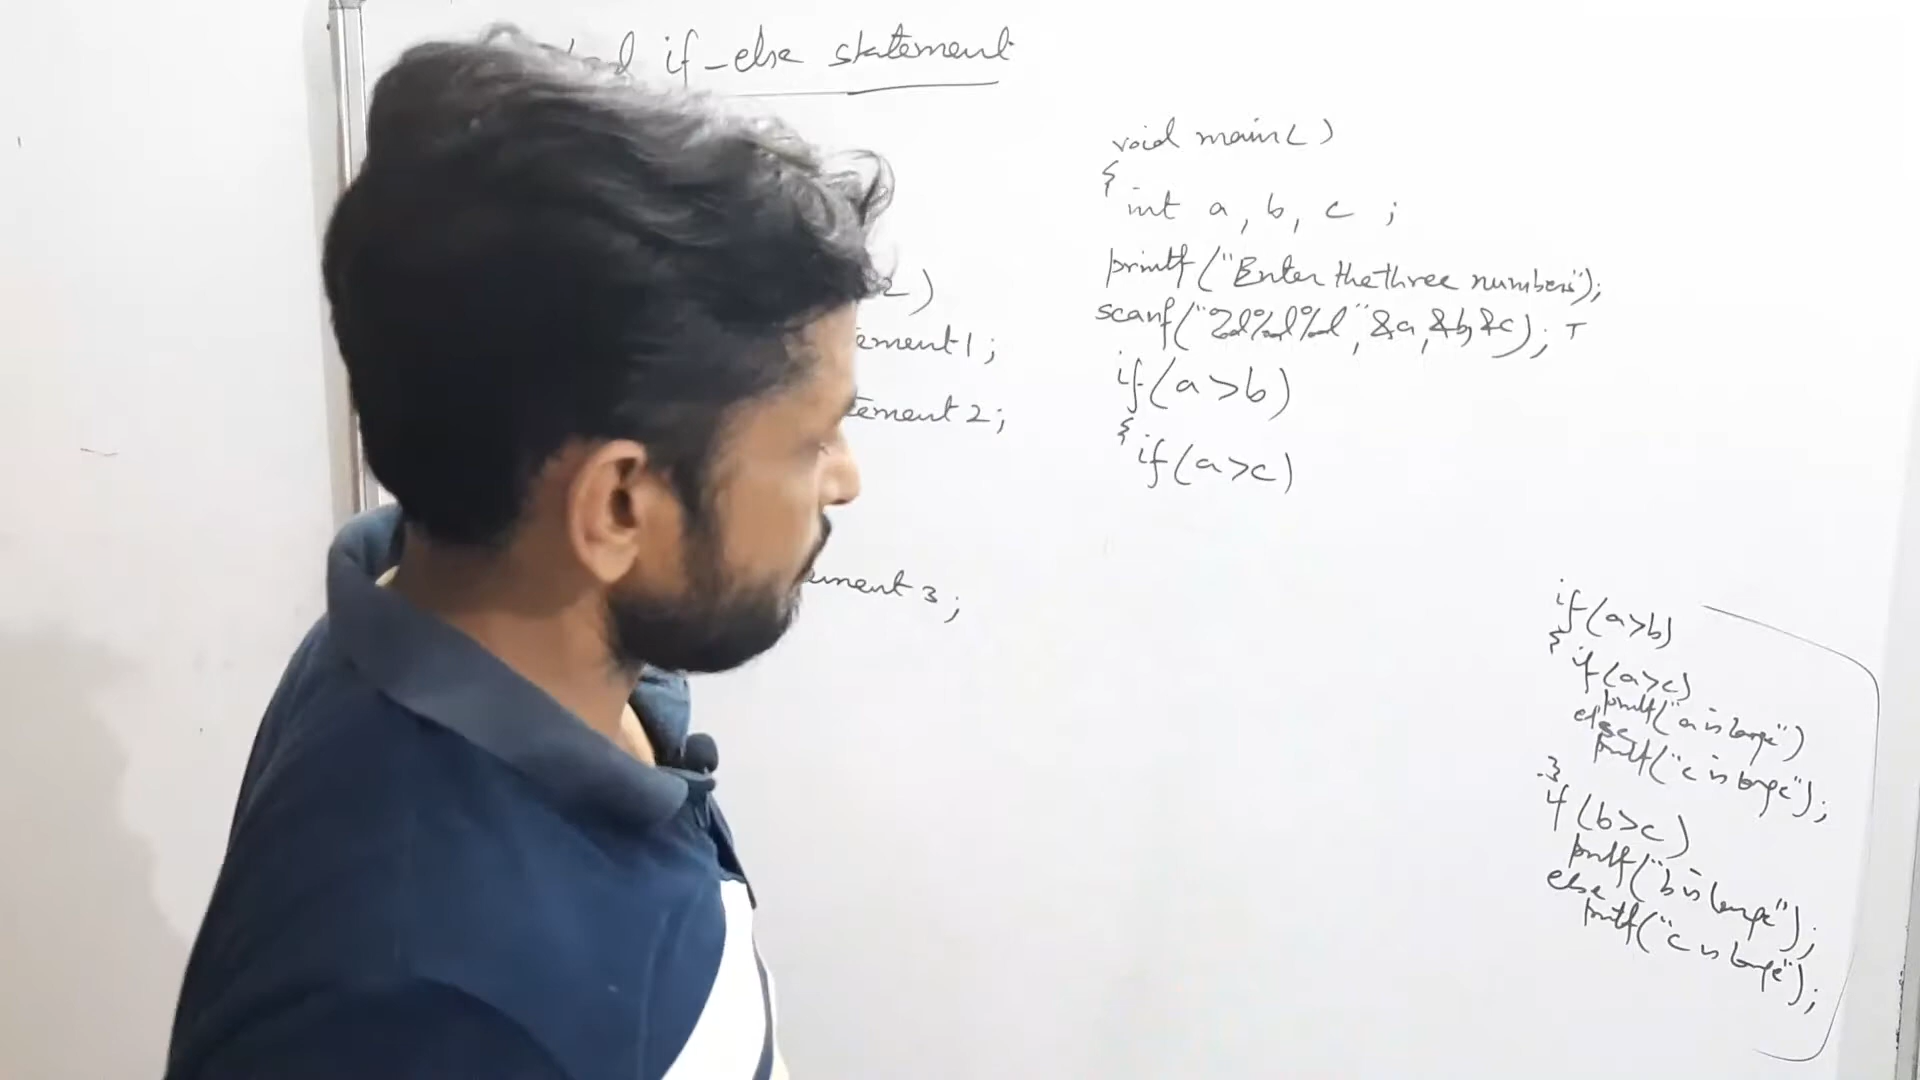 if-else statement
2)
ement 1;
tement 2;
ement 3;
void main( )
{
int a, b, c ;
printf("Enter the three numbers");
scanf("%d%d%d", &a, &b, &c);
if(a>b)
{
if(a>c)
if(a>b)
{
if(a>c)
printf("a is large")
else
printf("c is large");
}
if(b>c)
printf("b is large");
else
printf("c is large");